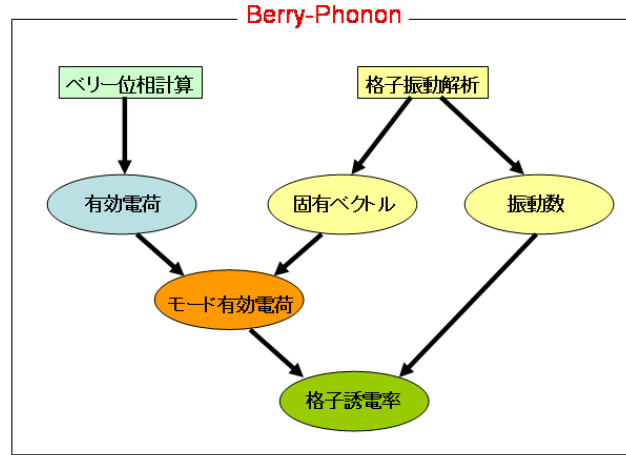 Berry-Phonon
ベリー位相計算
格子振動解析
有効電荷
固有ベクトル
振動数
モード有効電荷
格子誘電率